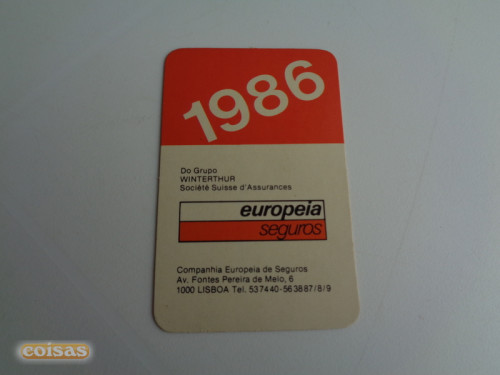 1986
Do Grupo
WINTERTHUR
Société Suisse d'Assurances
europeia
seguros
Companhia Europeia de Seguros
Av. Fontes Pereira de Melo, 6
1000 LISBOA Tel. 537440-563887/8/9
coisas